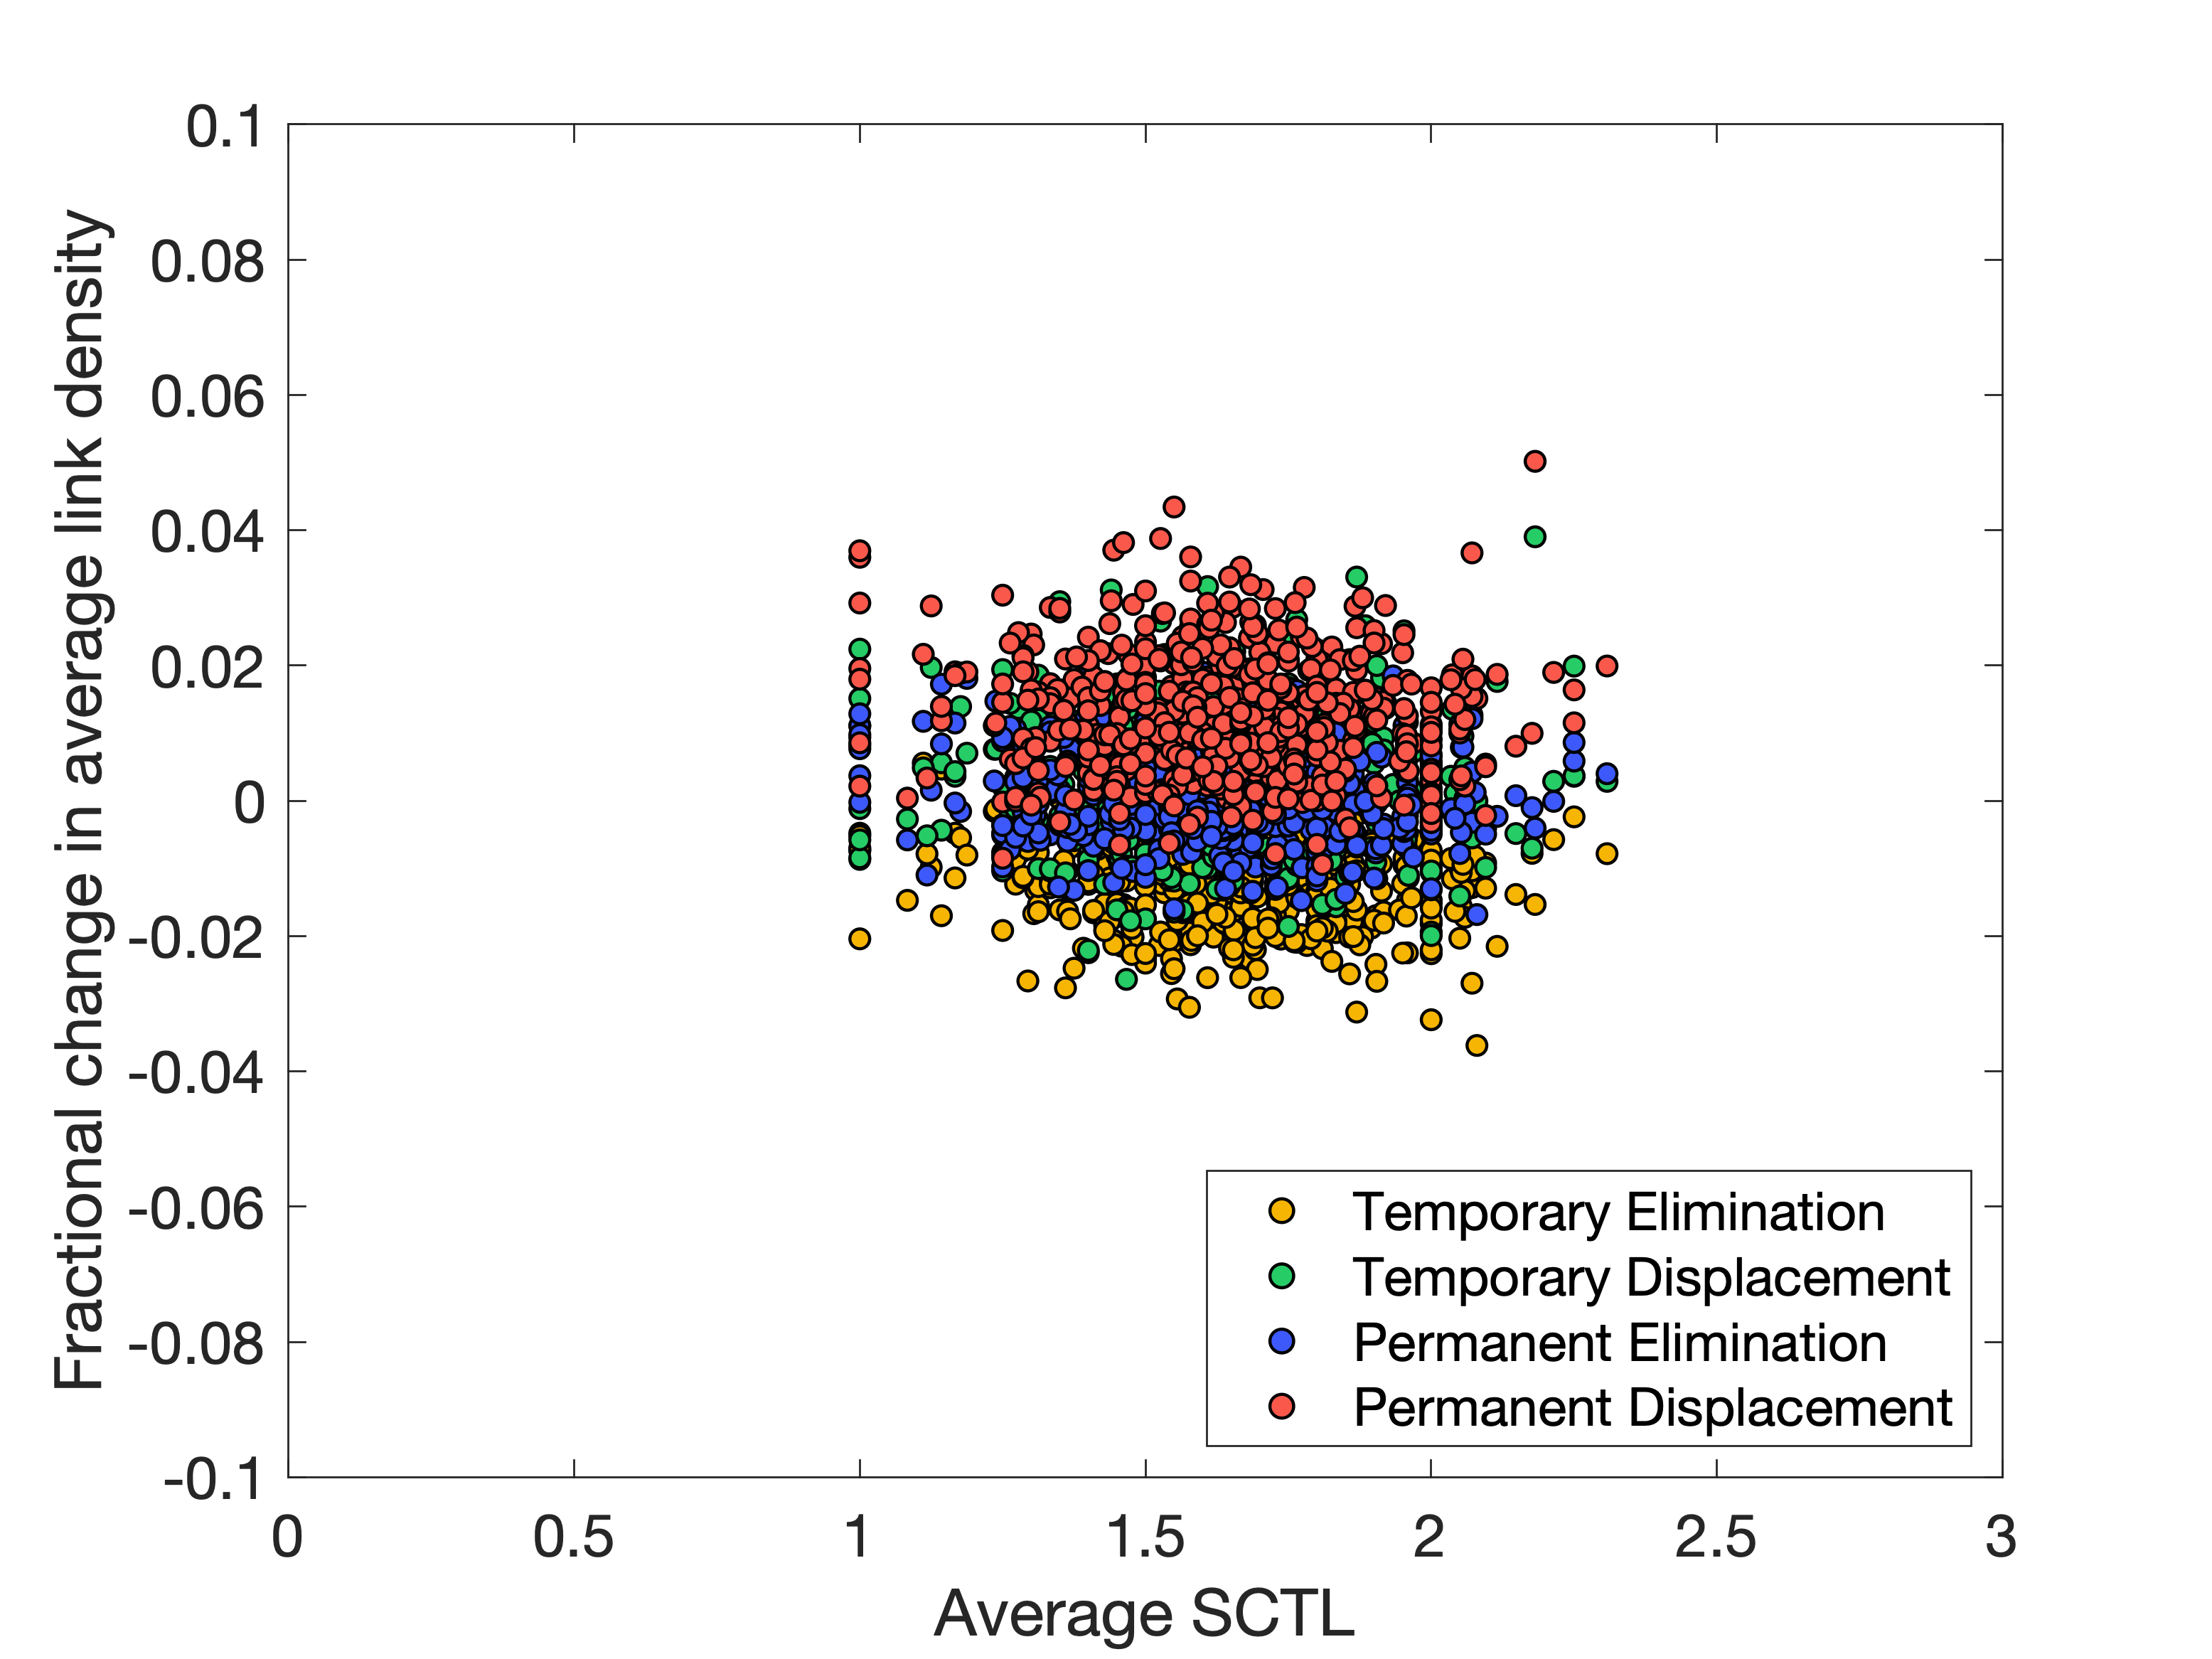 0.1
0.08
0.06
0.04
0.02
0
-0.02
-0.04
-0.06
-0.08
-0.1
Fractional change in average link density
Temporary Elimination
Temporary Displacement
Permanent Elimination
Permanent Displacement
0 0.5 1 1.5 2 2.5 3
Average SCTL